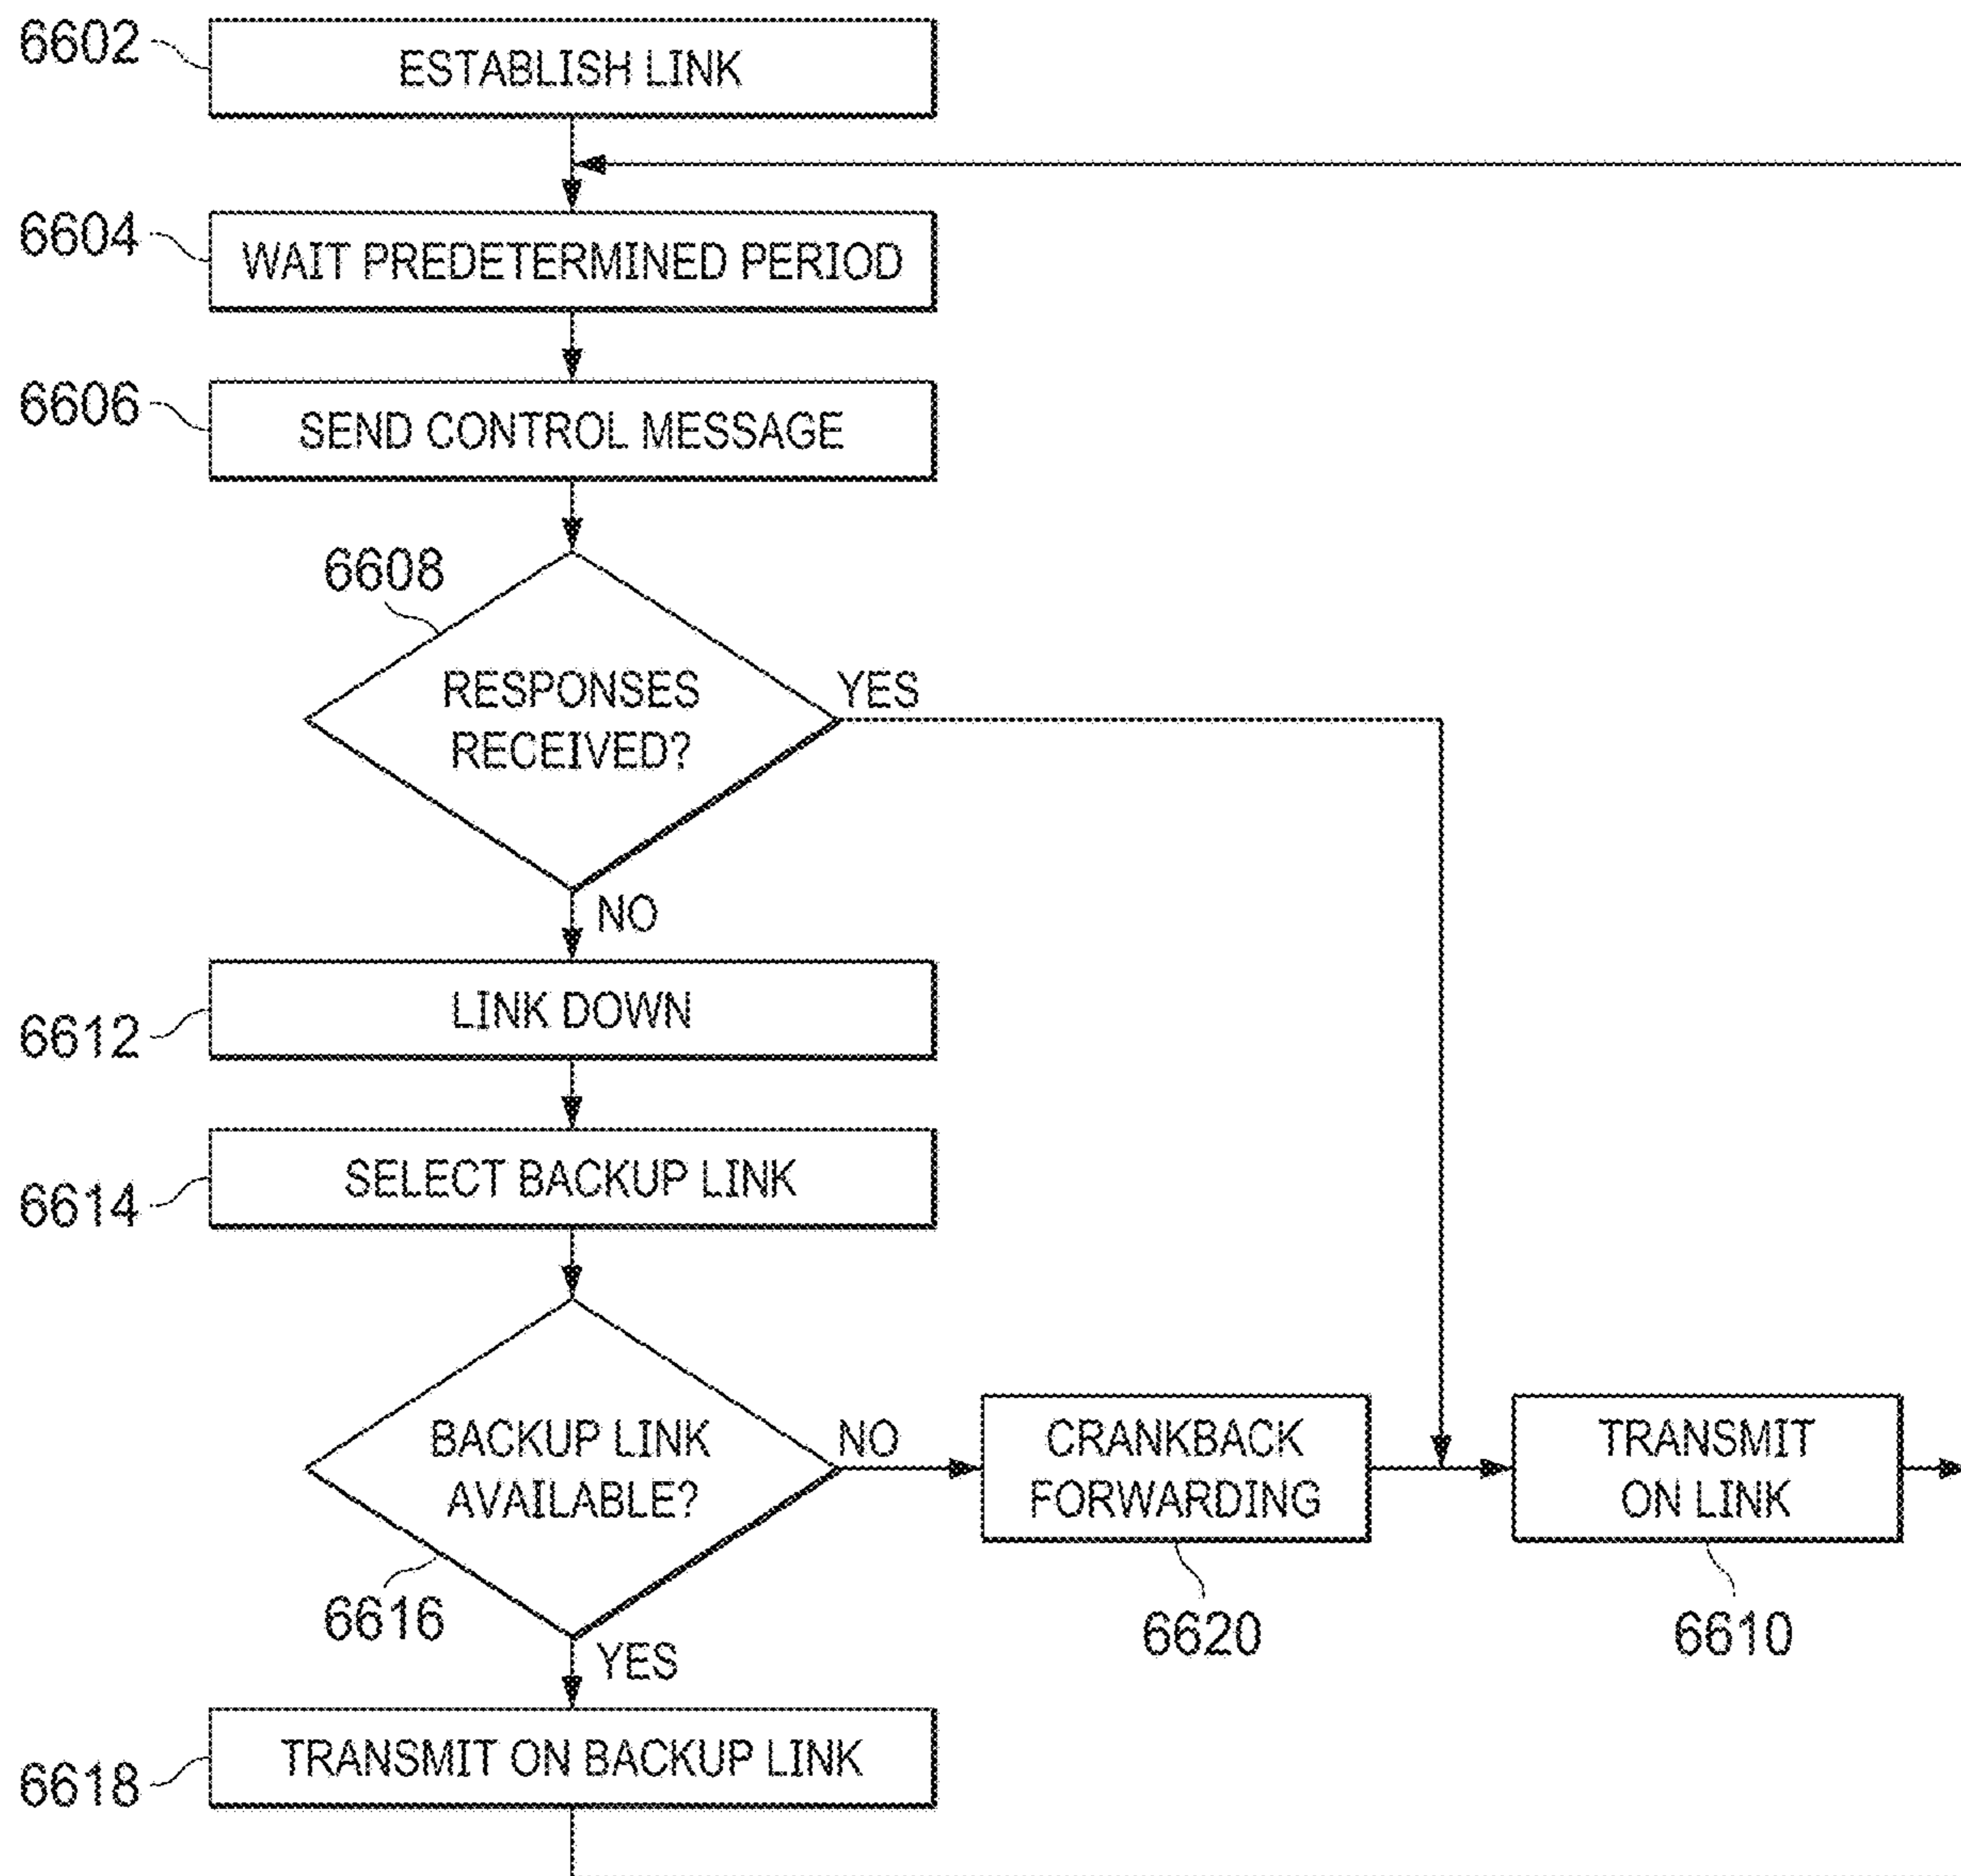 6602
ESTABLISH LINK
6604
WAIT PREDETERMINED PERIOD
6606
SEND CONTROL MESSAGE
6608
RESPONSES
RECEIVED?
YES
NO
6612
LINK DOWN
6614
SELECT BACKUP LINK
BACKUP LINK
AVAILABLE?
6616
NO
CRANKBACK
FORWARDING
6620
TRANSMIT
ON LINK
6610
YES
6618
TRANSMIT ON BACKUP LINK